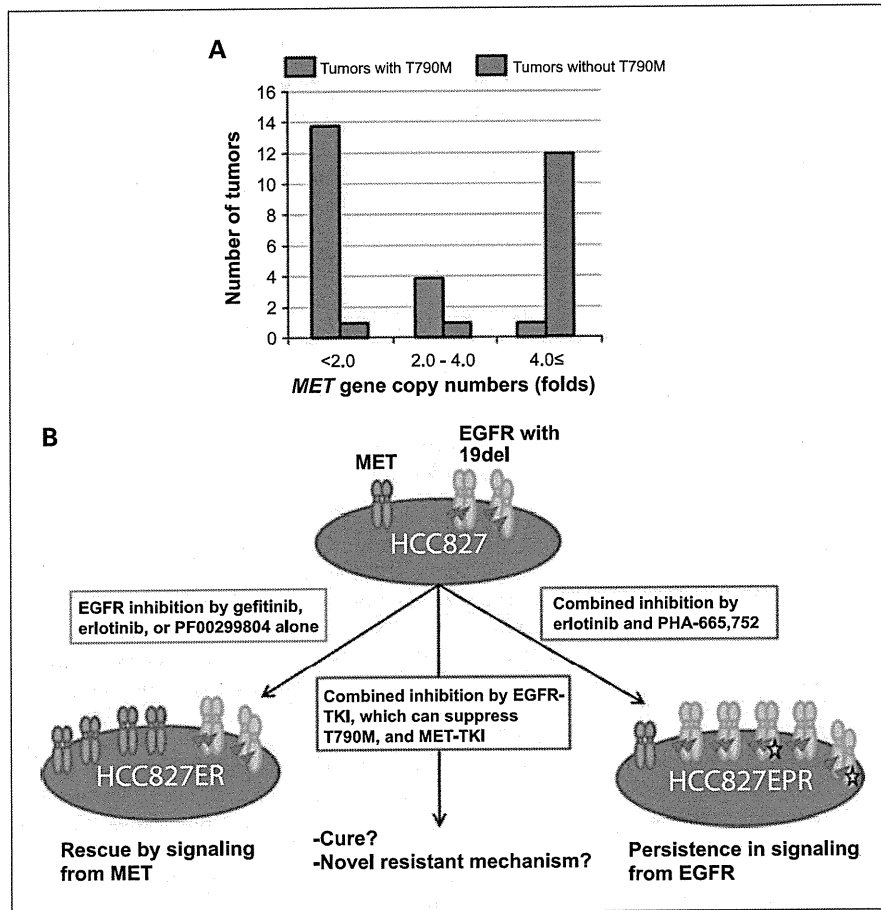 A
Tumors with T790M Tumors without T790M
Number of tumors
16
14
12
10
8
6
4
2
0
<2.0 2.0 - 4.0 4.0≤
MET gene copy numbers (folds)
B
EGFR with
19del
MET
HCC827
EGFR inhibition by gefitinib,
erlotinib, or PF00299804 alone
Combined inhibition by
erlotinib and PHA-665,752
Combined inhibition by EGFR-
TKI, which can suppress
T790M, and MET-TKI
HCC827ER
HCC827EPR
Rescue by signaling
from MET
-Cure?
-Novel resistant mechanism?
Persistence in signaling
from EGFR